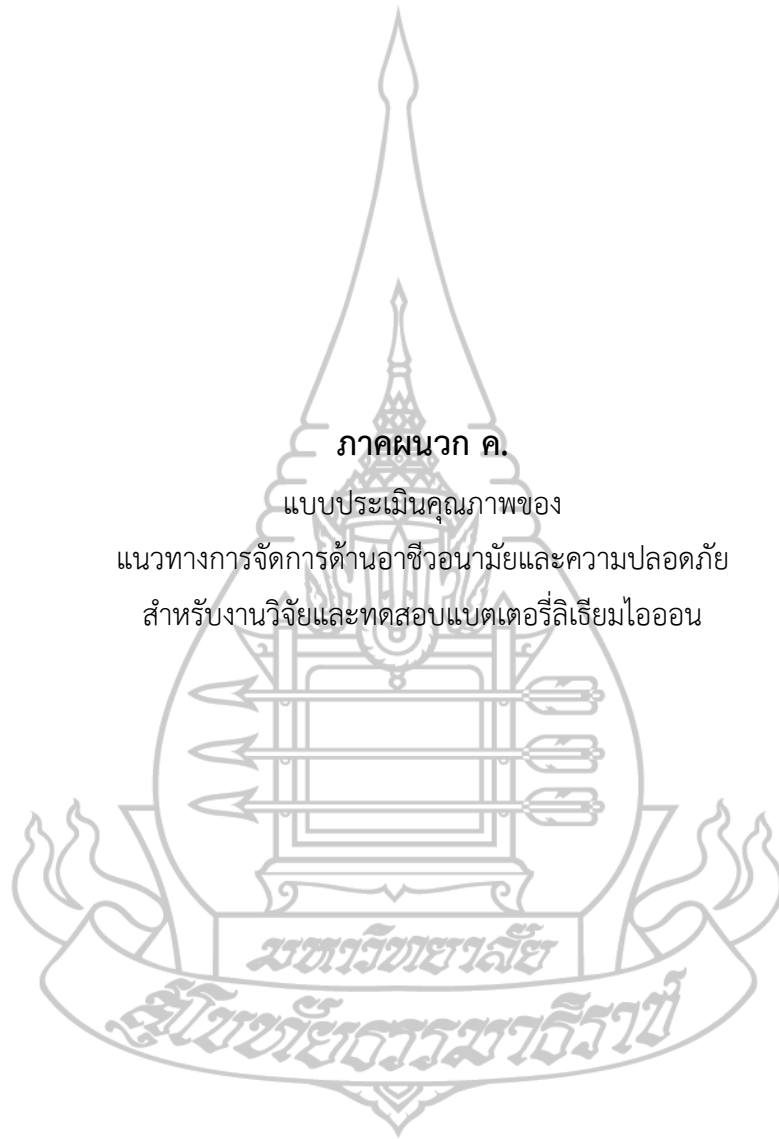 ภาคผนวก ค.
แบบประเมินคุณภาพของ
แนวทางการจัดการด้านอาชีวอนามัยและความปลอดภัย
สำหรับงานวิจัยและทดสอบแบตเตอรี่ลิเธียมไอออน
มหาวิทยาลัย
สุโขทัยธรรมาธิราช